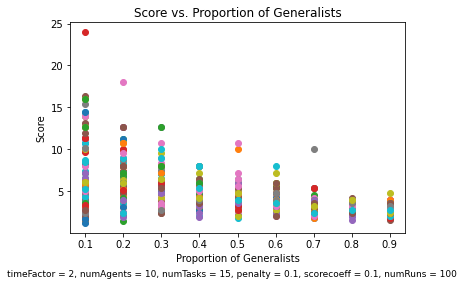 Score vs. Proportion of Generalists
25
20
15
10
5
Score
0.1 0.2 0.3 0.4 0.5 0.6 0.7 0.8 0.9
Proportion of Generalists
timeFactor = 2, numAgents = 10, numTasks = 15, penalty = 0.1, scorecoeff = 0.1, numRuns = 100